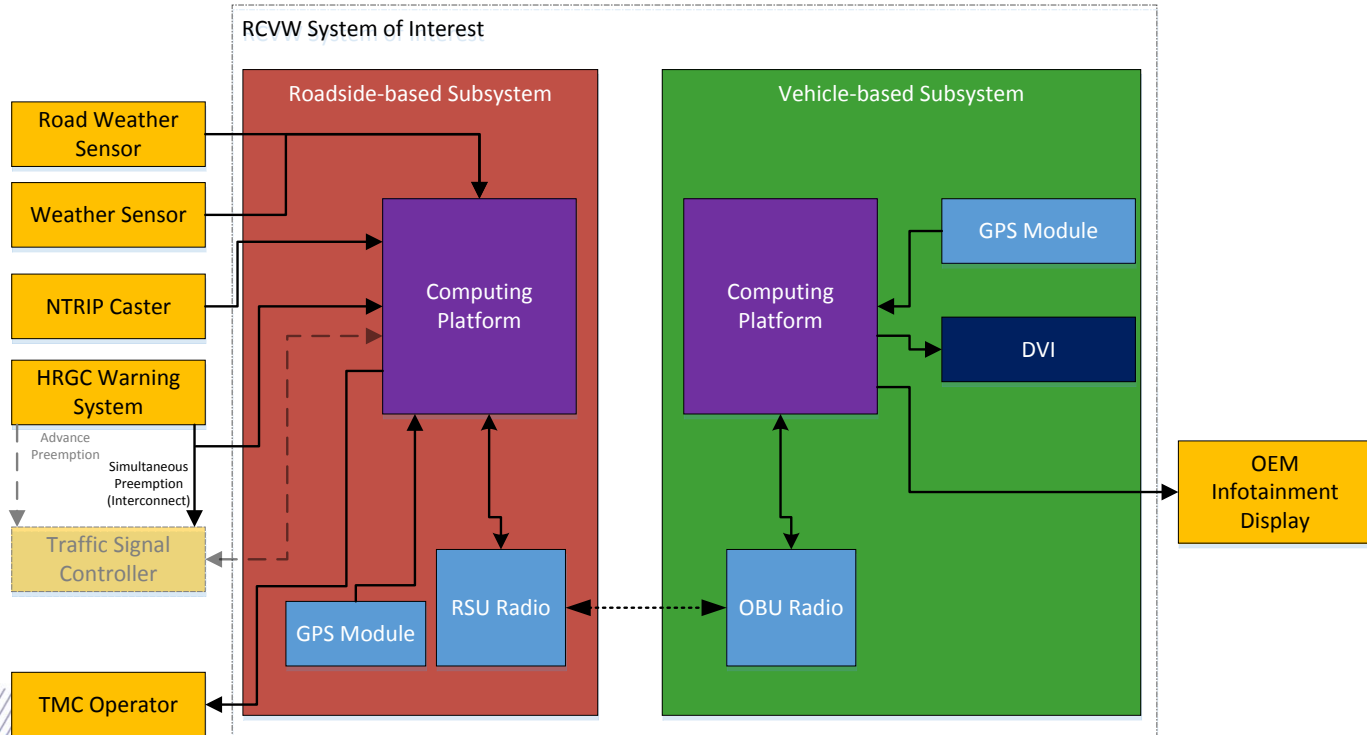 RCVW System of Interest
Roadside-based Subsystem
Vehicle-based Subsystem
Road Weather
Sensor
Weather Sensor
NTRIP Caster
HRGC Warning
System
Advance
Preemption
Simultaneous
Preemption
(Interconnect)
Traffic Signal
Controller
TMC Operator
Computing
Platform
GPS Module
RSU Radio
Computing
Platform
GPS Module
DVI
OBU Radio
OEM
Infotainment
Display